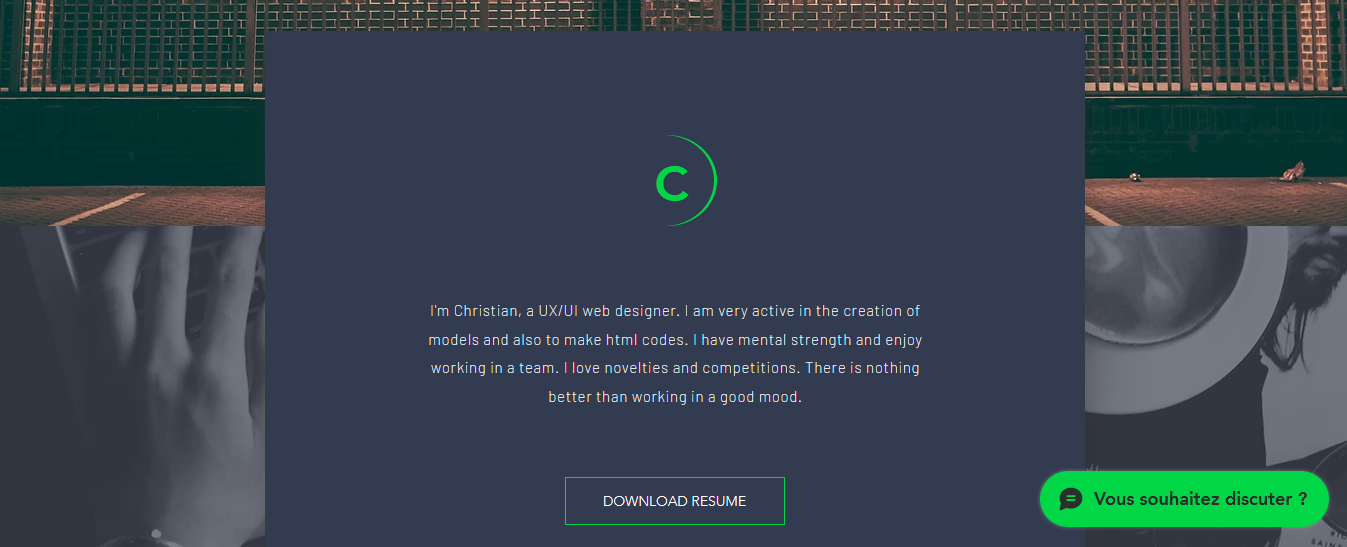 C
I'm Christian, a UX/UI web designer. I am very active in the creation of
models and also to make html codes. I have mental strength and enjoy
working in a team. I love novelties and competitions. There is nothing
better than working in a good mood.
DOWNLOAD RESUME
Vous souhaitez discuter ?